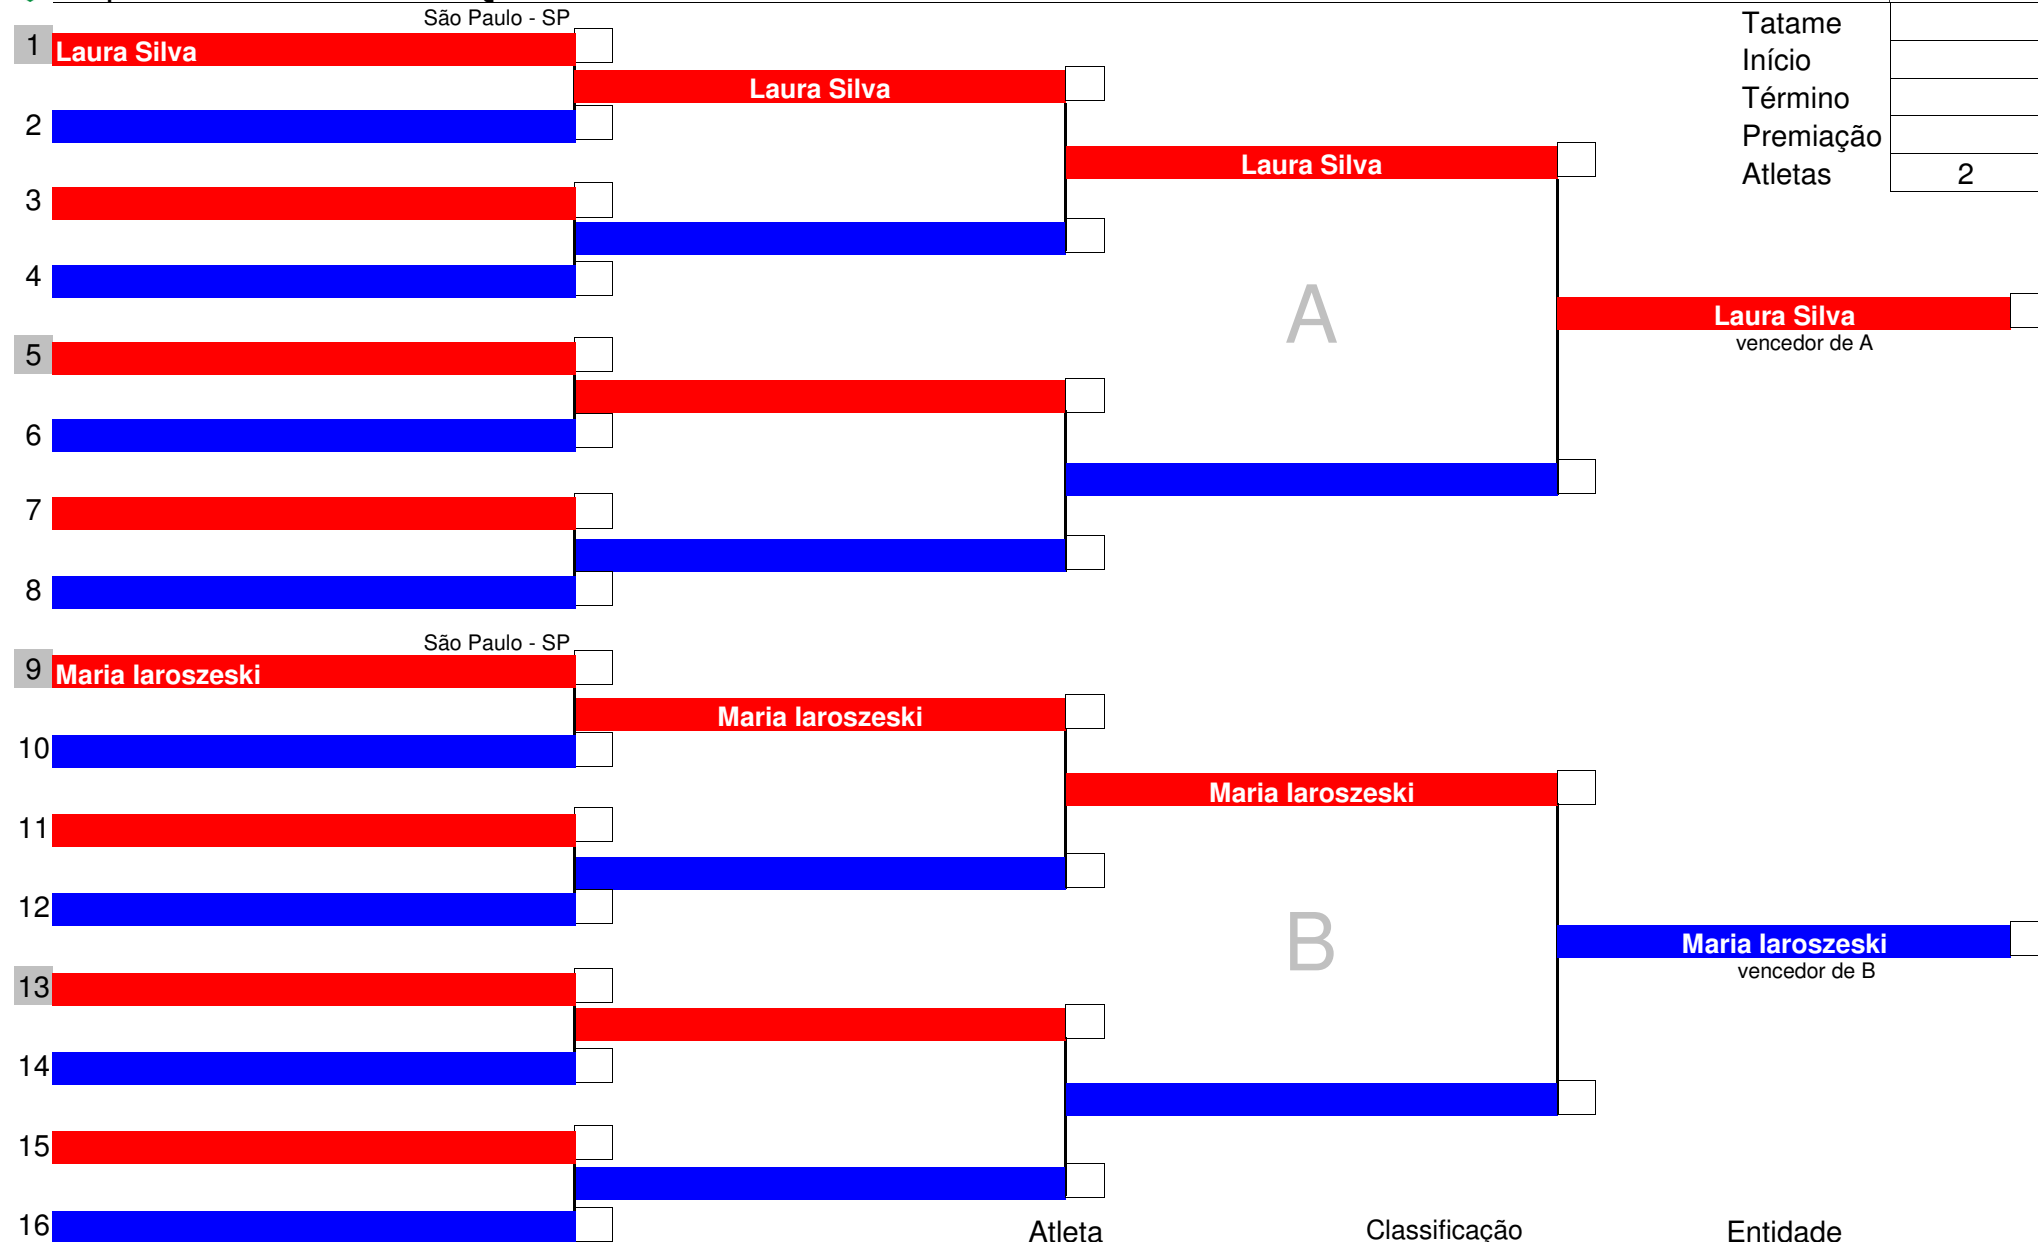 São Paulo - SP
1 Laura Silva
Laura Silva
2
Laura Silva
3
4
Tatame
Início
Término
Premiação
Atletas 2
A
Laura Silva
vencedor de A
5
6
7
8
São Paulo - SP
9 Maria Iaroszeski
Maria Iaroszeski
10
Maria Iaroszeski
11
12
B
Maria Iaroszeski
vencedor de B
13
14
15
16
Atleta Classificação Entidade